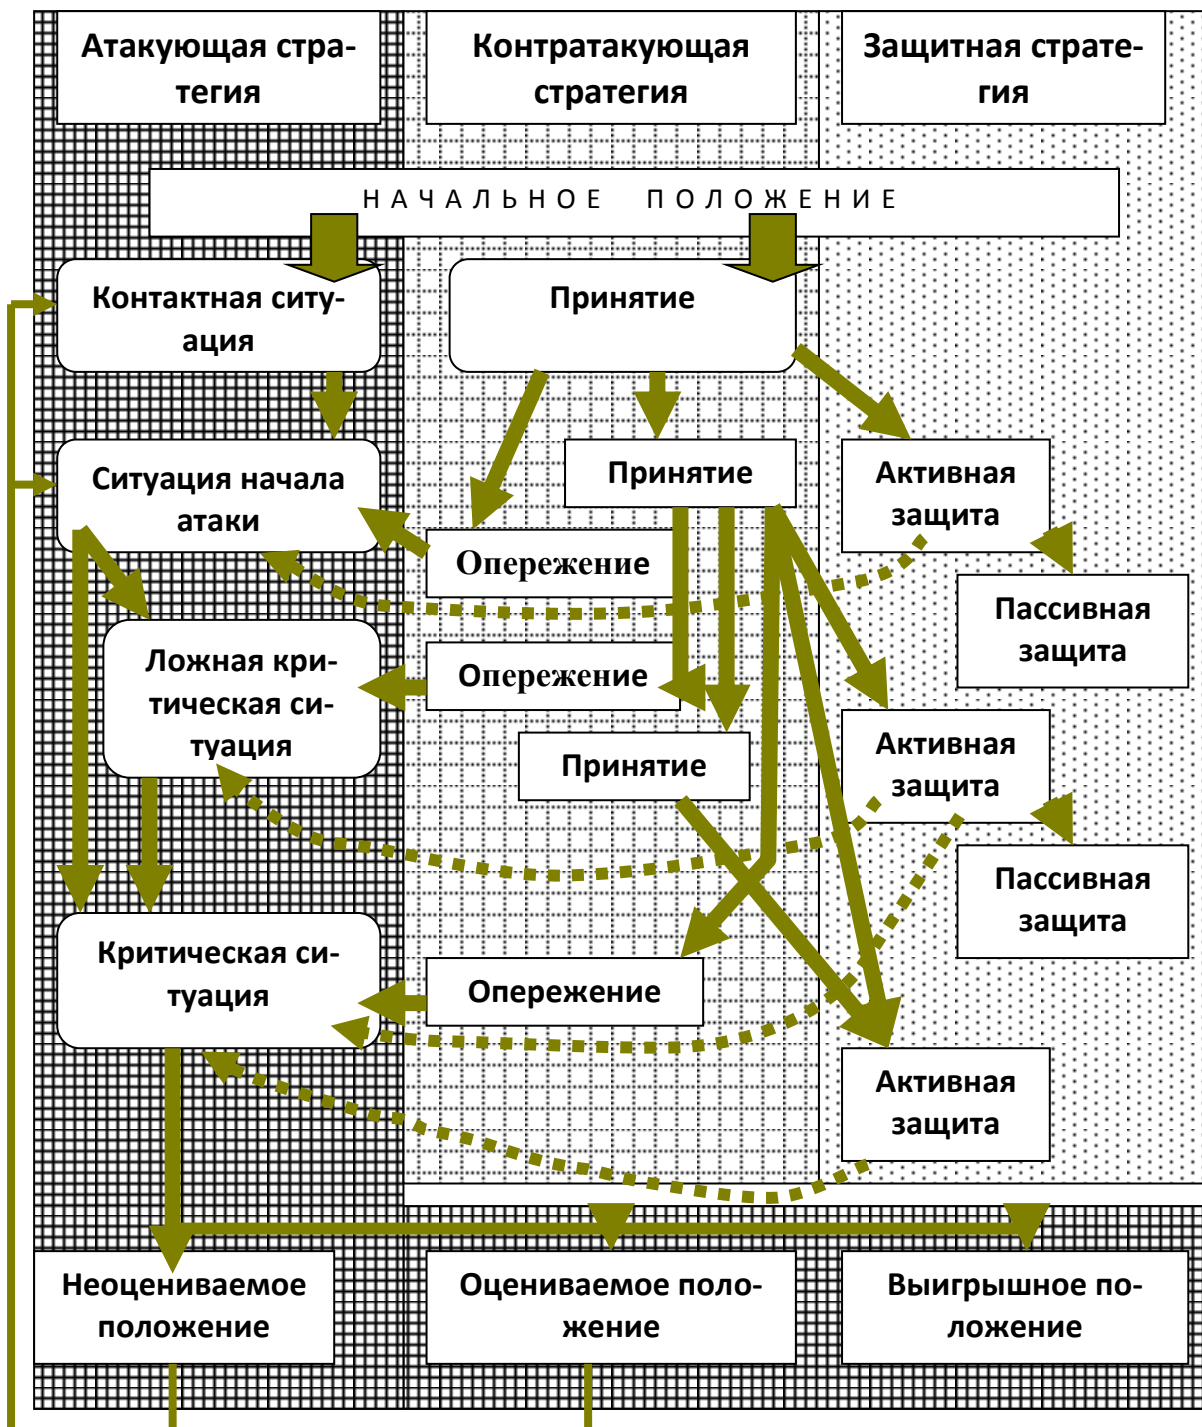 Атакующая стра-
тегия
Контратакующая
стратегия
Защитная страте-
гия
НАЧАЛЬНОЕ ПОЛОЖЕНИЕ
Контактная ситу-
ация
Принятие
Ситуация начала
атаки
Принятие
Активная
защита
Опережение
Пассивная
защита
Ложная кри-
тическая си-
туация
Опережение
Принятие
Активная
защита
Пассивная
защита
Критическая си-
туация
Опережение
Активная
защита
Неоцениваемое
положение
Оцениваемое поло-
жение
Выигрышное по-
ложение